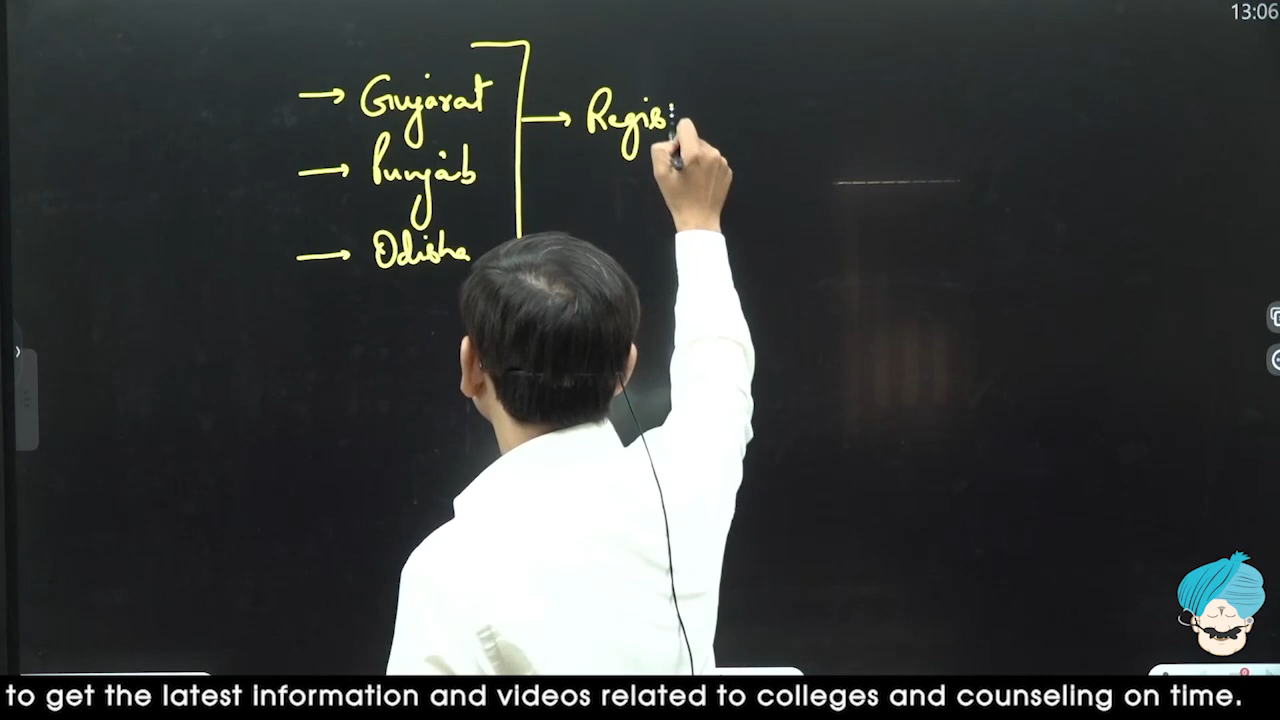 13:06
→ Gujarat
→ Regis
→ Punjab
→ Odisha
to get the latest information and videos related to colleges and counseling on time.